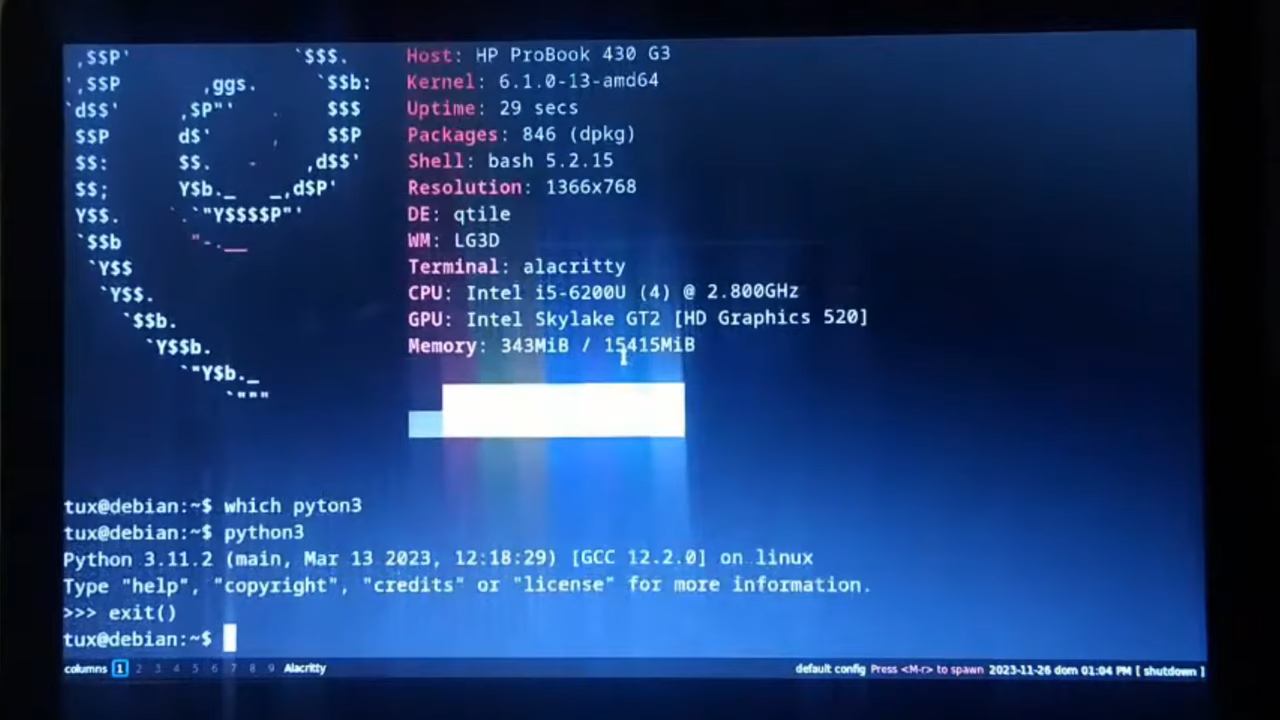 ,$$P'                    `$$$.      Host: HP ProBook 430 G3
',$$P       ,ggs.     `$$b:    Kernel: 6.1.0-13-amd64
`d$$'     ,$P"'   .    $$$     Uptime: 29 secs
 $$P      d$'     ,    $$P     Packages: 846 (dpkg)
 $$:      $$.   -    ,d$$'     Shell: bash 5.2.15
 $$;      Y$b._   _,d$P'       Resolution: 1366x768
 Y$$.    `.`"Y$$$$P"'          DE: qtile
 `$$b      "-.__               WM: LG3D
  `Y$$                         Terminal: alacritty
   `Y$$.                       CPU: Intel i5-6200U (4) @ 2.800GHz
     `$$b.                     GPU: Intel Skylake GT2 [HD Graphics 520]
       `Y$$b.                  Memory: 343MiB / 15415MiB
          `"Y$b._
              `"""
tux@debian:~$ which pyton3
tux@debian:~$ python3
Python 3.11.2 (main, Mar 13 2023, 12:18:29) [GCC 12.2.0] on linux
Type "help", "copyright", "credits" or "license" for more information.
>>> exit()
tux@debian:~$
columns 1 2 3 4 5 6 7 8 9 Alacritty default config Press <M-r> to spawn 2023-11-26 dom 01:04 PM [ shutdown ]